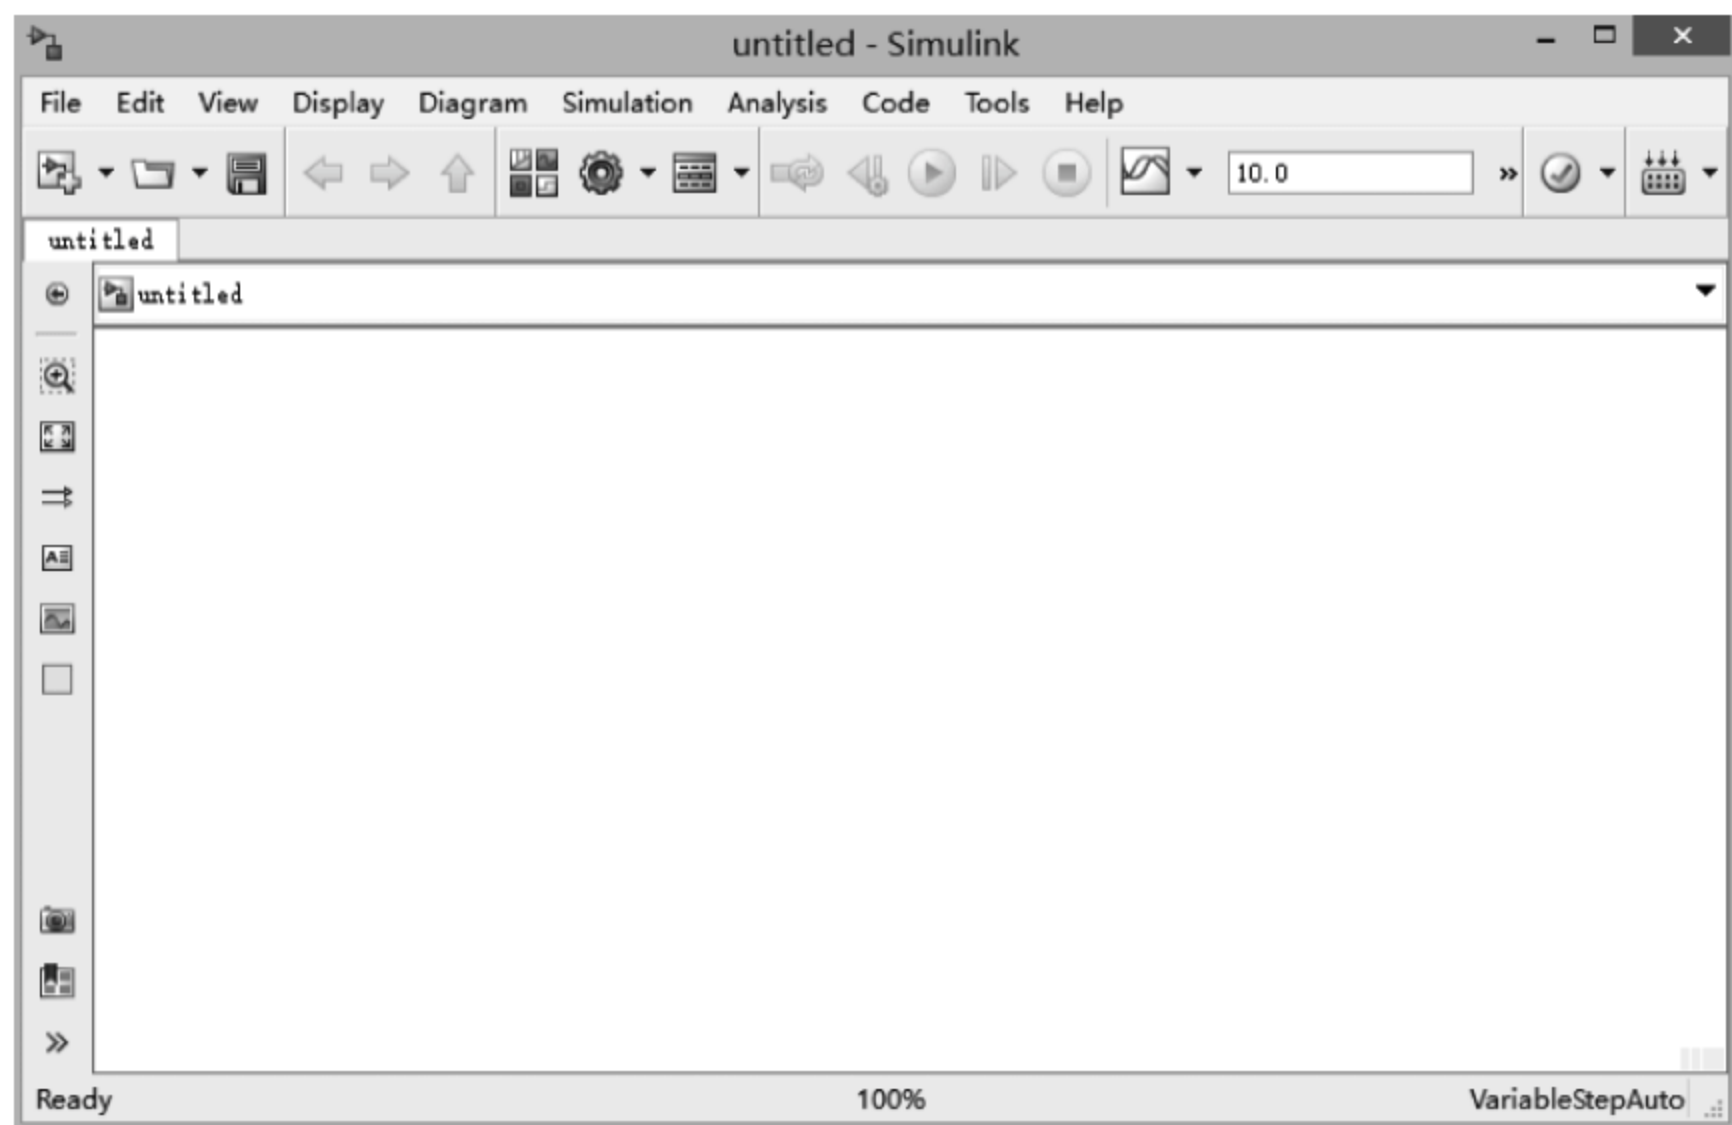 untitled - Simulink
File Edit View Display Diagram Simulation Analysis Code Tools Help
10.0
untitled
untitled
Ready 100% VariableStepAuto